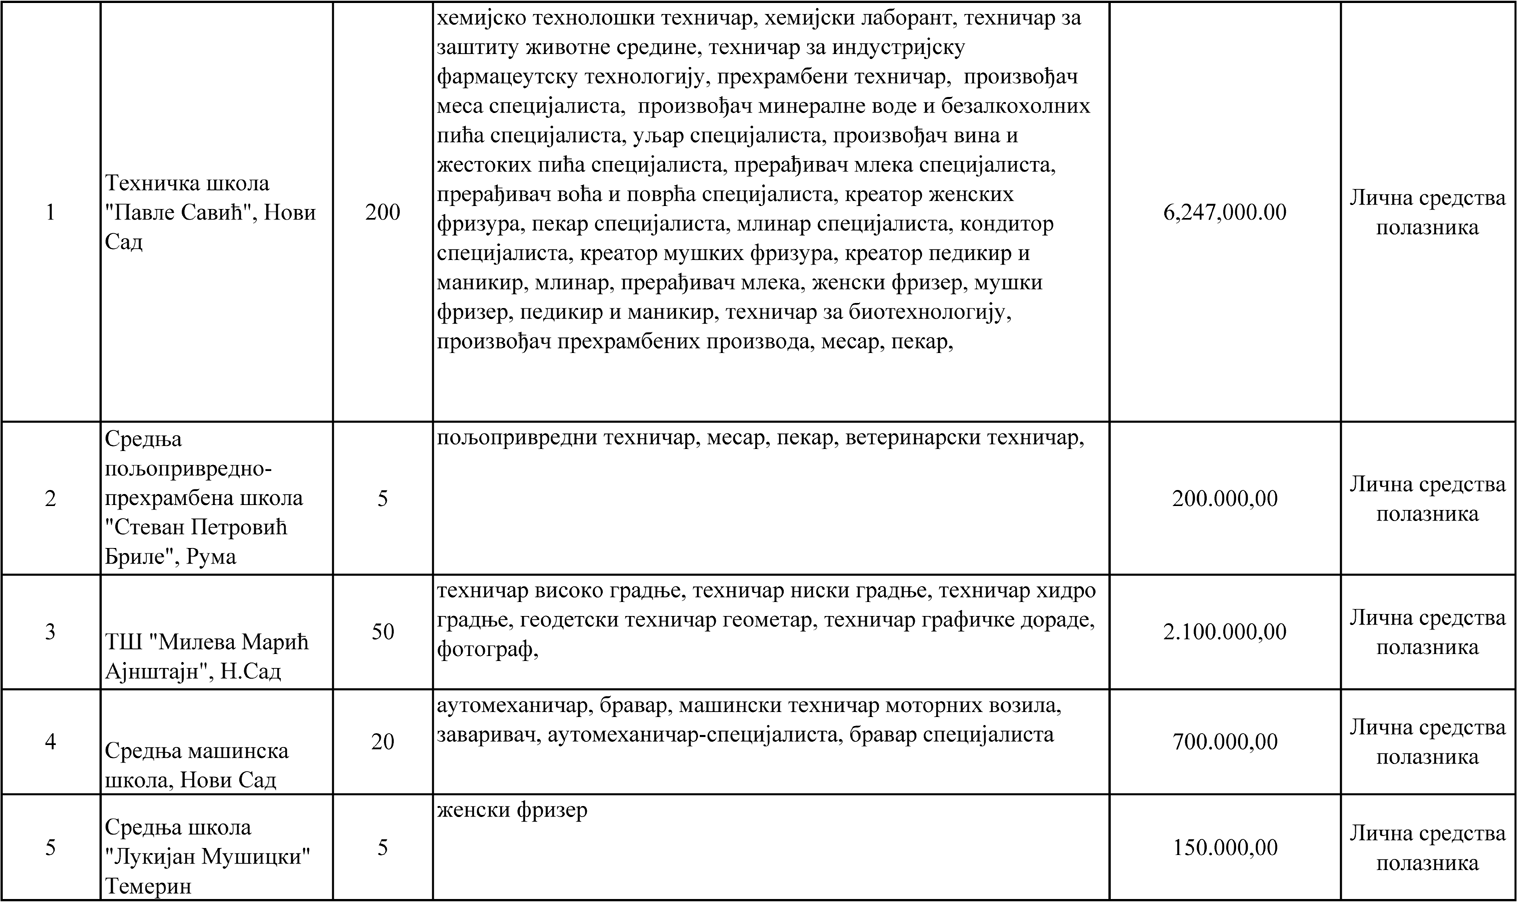 1
Техничка школа
"Павле Савић", Нови
Сад
200
хемијско технолошки техничар, хемијски лаборант, техничар за
заштиту животне средине, техничар за индустријску
фармацеутску технологију, прехрамбени техничар,  произвођач
меса специјалиста,  произвођач минералне воде и безалкохолних
пића специјалиста, уљар специјалиста, произвођач вина и
жестоких пића специјалиста, прерађивач млека специјалиста,
прерађивач воћа и поврћа специјалиста, креатор женских
фризура, пекар специјалиста, млинар специјалиста, кондитор
специјалиста, креатор мушких фризура, креатор педикир и
маникир, млинар, прерађивач млека, женски фризер, мушки
фризер, педикир и маникир, техничар за биотехнологију,
произвођач прехрамбених производа, месар, пекар,
6,247,000.00
Лична средства
полазника
2
Средња
пољопривредно-
прехрамбена школа
"Стеван Петровић
Бриле", Рума
5
пољопривредни техничар, месар, пекар, ветеринарски техничар,
200.000,00
Лична средства
полазника
3
ТШ "Милева Марић
Ајнштајн", Н.Сад
50
техничар високо градње, техничар ниски градње, техничар хидро
градње, геодетски техничар геометар, техничар графичке дораде,
фотограф,
2.100.000,00
Лична средства
полазника
4
Средња машинска
школа, Нови Сад
20
аутомеханичар, бравар, машински техничар моторних возила,
заваривач, аутомеханичар-специјалиста, бравар специјалиста
700.000,00
Лична средства
полазника
5
Средња школа
"Лукијан Мушицки"
Темерин
5
женски фризер
150.000,00
Лична средства
полазника